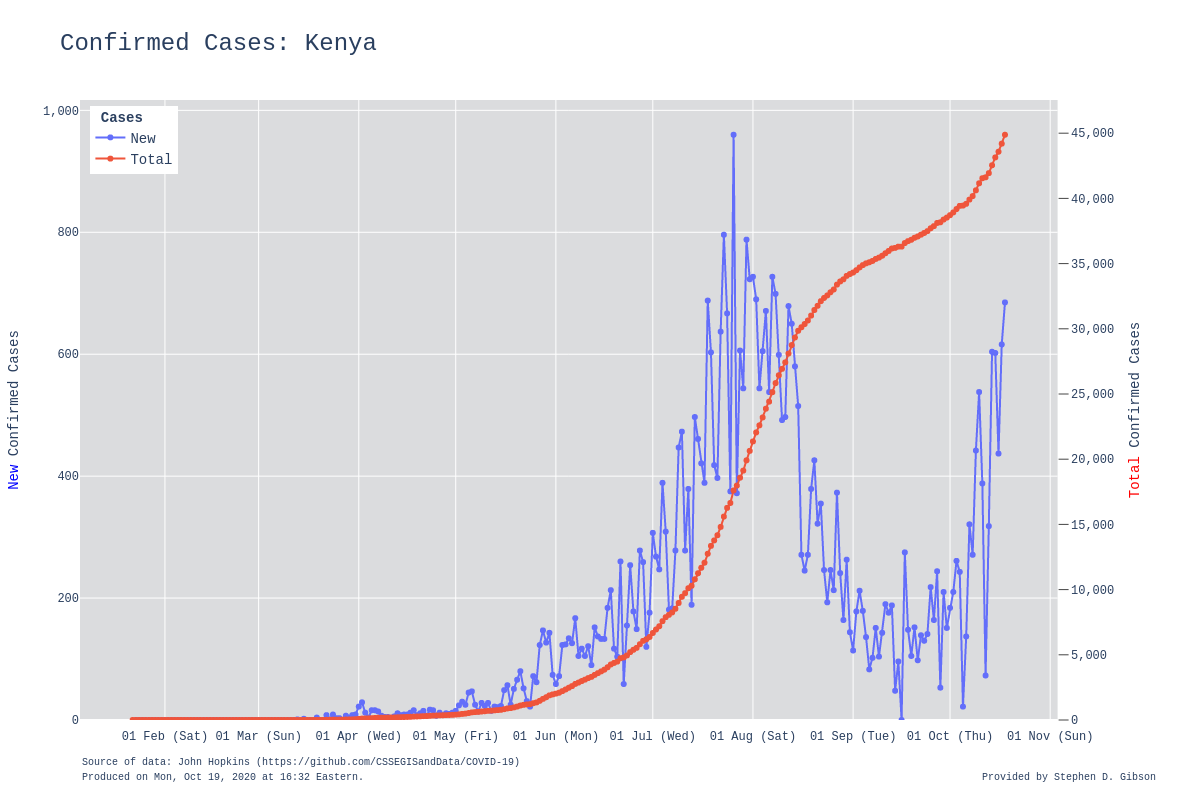 Confirmed Cases: Kenya
Cases
New
Total
1,000
800
600
400
200
0
45,000
40,000
35,000
30,000
25,000
20,000
15,000
10,000
5,000
0
New Confirmed Cases
Total Confirmed Cases
01 Feb (Sat) 01 Mar (Sun) 01 Apr (Wed) 01 May (Fri) 01 Jun (Mon) 01 Jul (Wed) 01 Aug (Sat) 01 Sep (Tue) 01 Oct (Thu) 01 Nov (Sun)
Source of data: John Hopkins (https://github.com/CSSEGISandData/COVID-19)
Produced on Mon, Oct 19, 2020 at 16:32 Eastern.
Provided by Stephen D. Gibson